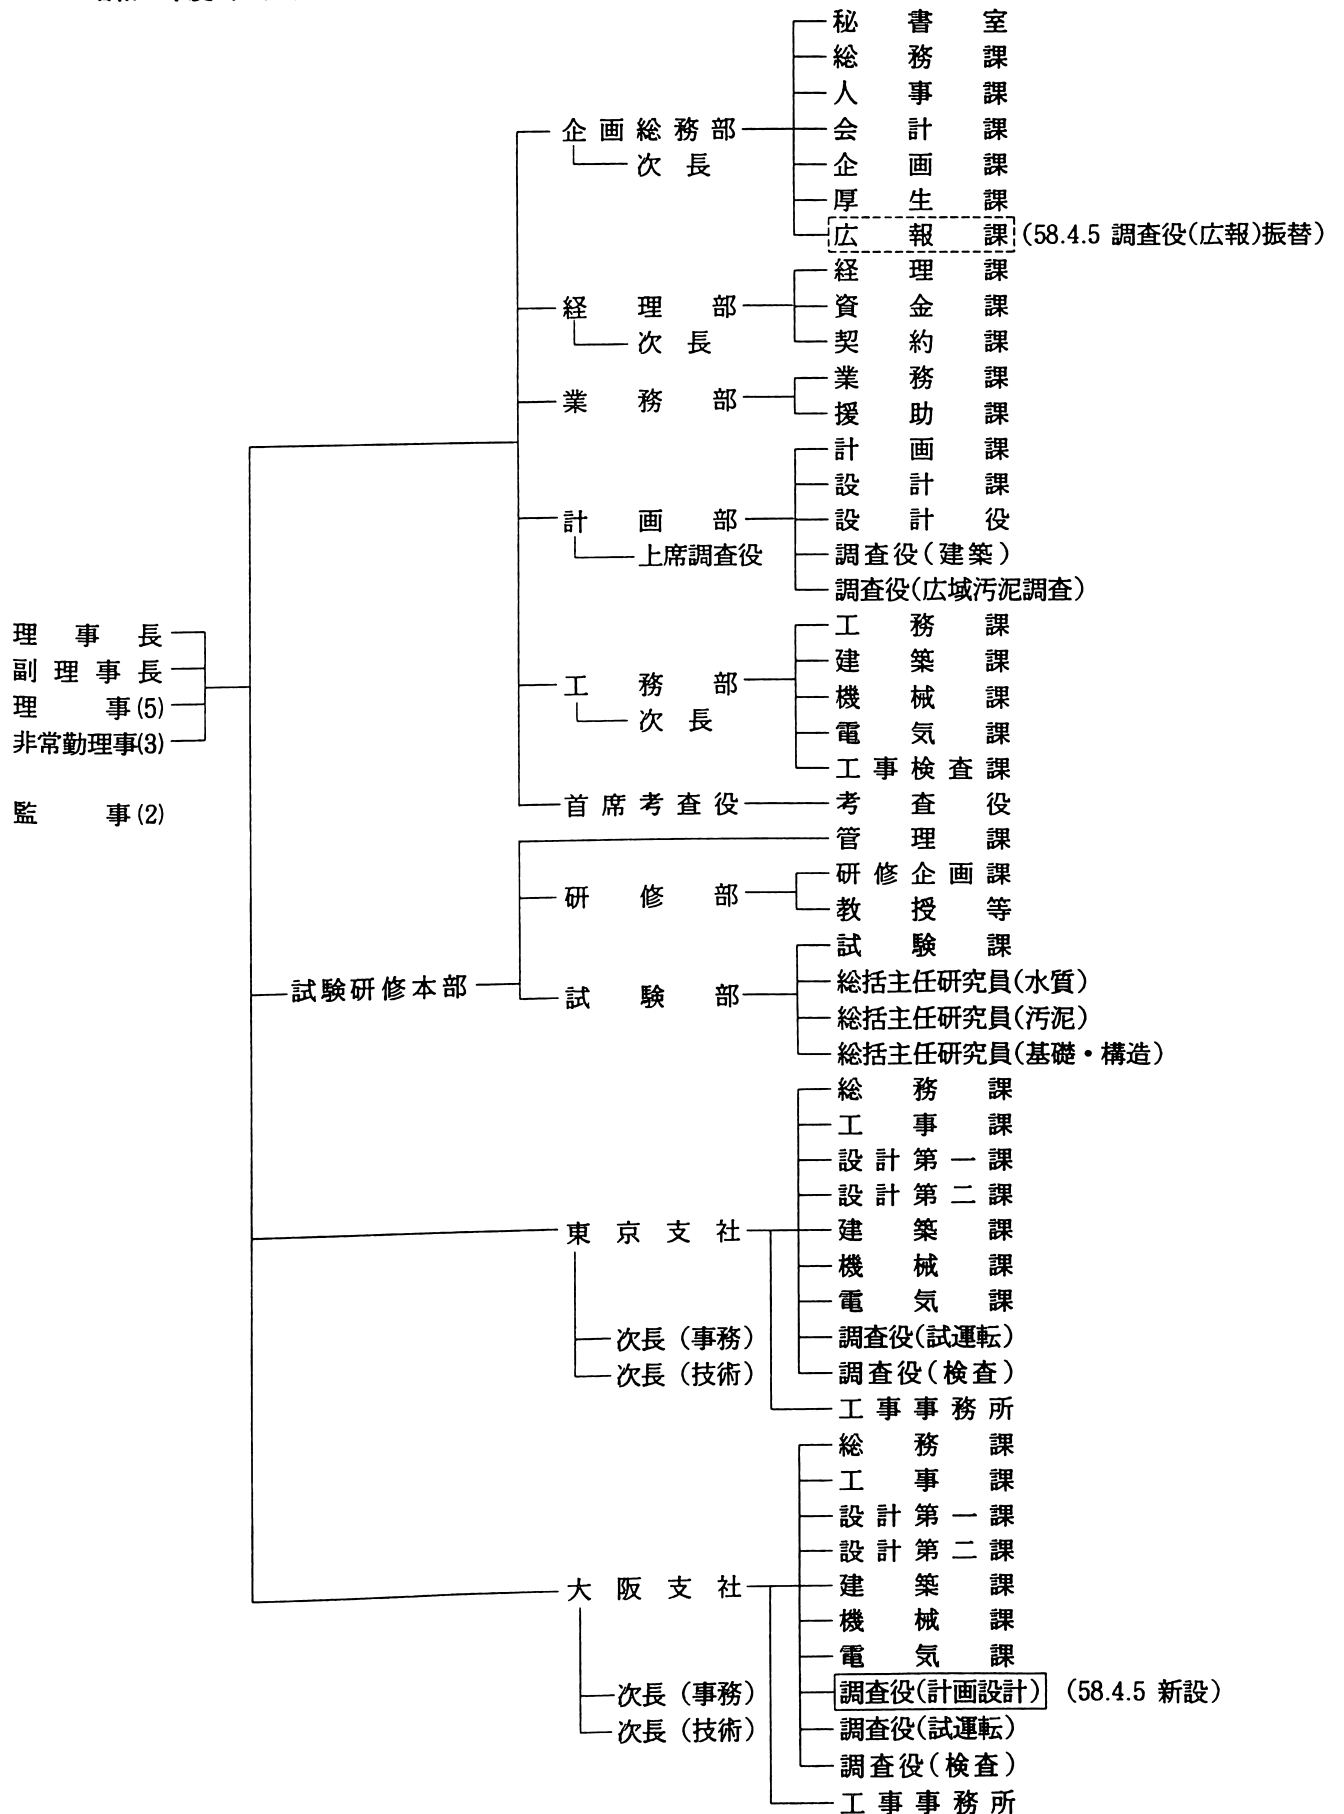 秘書室
総務課
人事課
企画総務部 会計課
次長 企画課
厚生課
広報課 (58.4.5 調査役(広報)振替)
経理課
経理部 資金課
次長 契約課
業務課
業務部
援助課
計画課
設計課
計画部 設計役
上席調査役 調査役(建築)
調査役(広域汚泥調査)
工務課
理事長
建築課
副理事長
工務部 機械課
理事(5)
次長 電気課
非常勤理事(3)
工事検査課
首席考査役 考査役
監事(2)
管理課
研修企画課
研修部
教授等
試験課
試験研修本部 総括主任研究員(水質)
試験部
総括主任研究員(汚泥)
総括主任研究員(基礎・構造)
総務課
工事課
設計第一課
設計第二課
東京支社 建築課
機械課
電気課
次長(事務) 調査役(試運転)
次長(技術) 調査役(検査)
工事事務所
総務課
工事課
設計第一課
設計第二課
大阪支社 建築課
機械課
電気課
次長(事務) 調査役(計画設計) (58.4.5 新設)
次長(技術) 調査役(試運転)
調査役(検査)
工事事務所